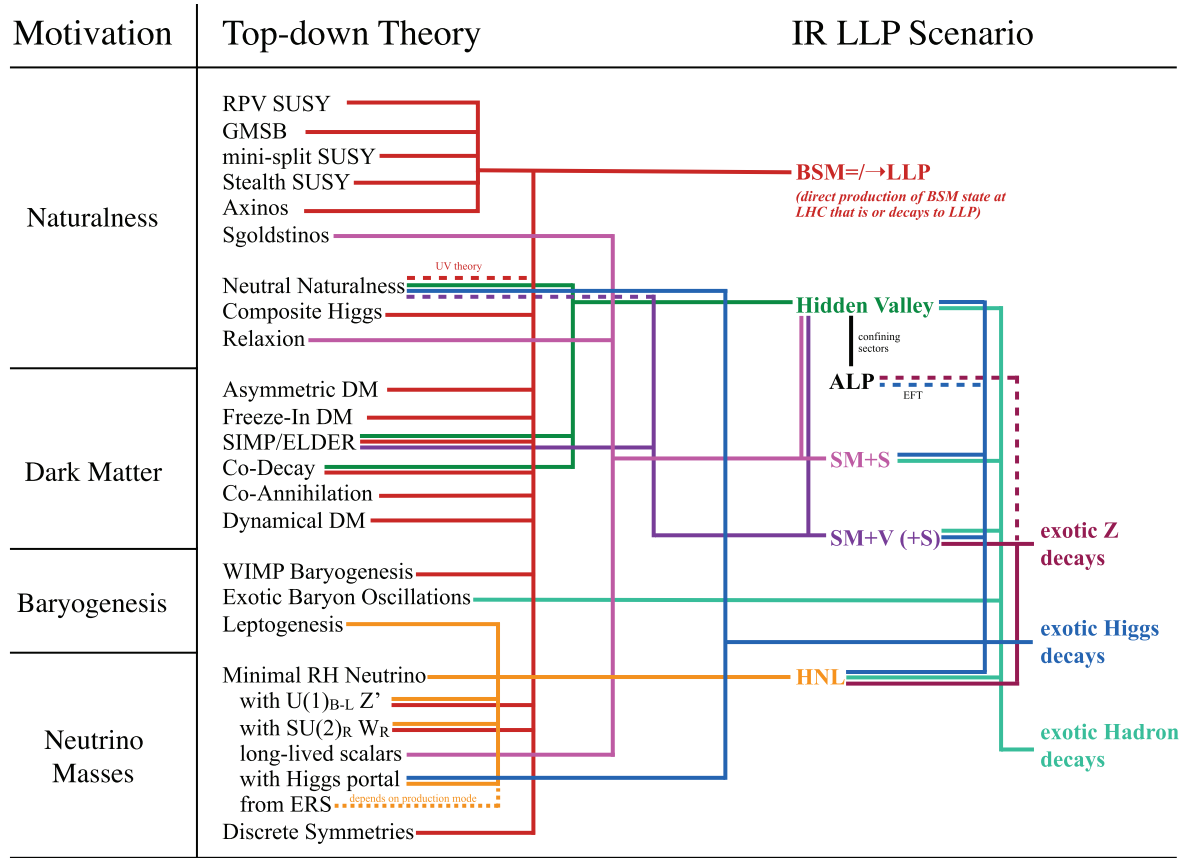 Motivation
Top-down Theory
IR LLP Scenario
Naturalness
RPV SUSY
GMSB
mini-split SUSY
Stealth SUSY
Axinos
Sgoldstinos
UV theory
Neutral Naturalness
Composite Higgs
Relaxion
BSM=/→LLP
(direct production of BSM state at
LHC that is or decays to LLP)
Hidden Valley
confining
sectors
ALP
EFT
Dark Matter
Asymmetric DM
Freeze-In DM
SIMP/ELDER
Co-Decay
Co-Annihilation
Dynamical DM
SM+S
SM+V (+S)
exotic Z
decays
Baryogenesis
WIMP Baryogenesis
Exotic Baryon Oscillations
Leptogenesis
exotic Higgs
decays
Neutrino
Masses
Minimal RH Neutrino
with U(1)B-L Z’
with SU(2)R WR
long-lived scalars
with Higgs portal
from ERS
depends on production mode
Discrete Symmetries
HNL
exotic Hadron
decays